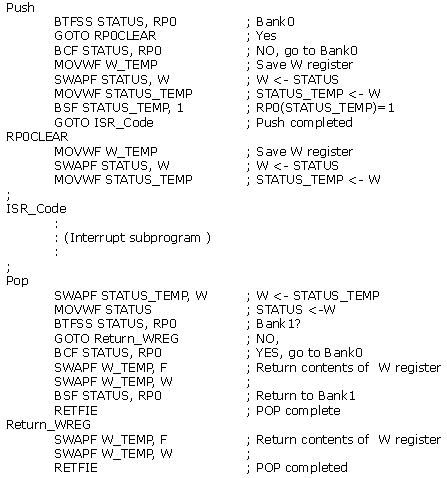 Push
BTFSS STATUS, RP0 ; Bank0
GOTO RP0CLEAR ; Yes
BCF STATUS, RP0 ; NO, go to Bank0
MOVWF W_TEMP ; Save W register
SWAPF STATUS, W ; W <- STATUS
MOVWF STATUS_TEMP ; STATUS_TEMP <- W
BSF STATUS_TEMP, 1 ; RP0(STATUS_TEMP)=1
GOTO ISR_Code ; Push completed
RP0CLEAR
MOVWF W_TEMP ; Save W register
SWAPF STATUS, W ; W <- STATUS
MOVWF STATUS_TEMP ; STATUS_TEMP <- W
;
ISR_Code
:
: (Interrupt subprogram )
:
;
Pop
SWAPF STATUS_TEMP, W ; W <- STATUS_TEMP
MOVWF STATUS ; STATUS <-W
BTFSS STATUS, RP0 ; Bank1?
GOTO Return_WREG ; NO,
BCF STATUS, RP0 ; YES, go to Bank0
SWAPF W_TEMP, F ; Return contents of W register
SWAPF W_TEMP, W ;
BSF STATUS, RP0 ; Return to Bank1
RETFIE ; POP complete
Return_WREG
SWAPF W_TEMP, F ; Return contents of W register
SWAPF W_TEMP, W ;
RETFIE ; POP completed